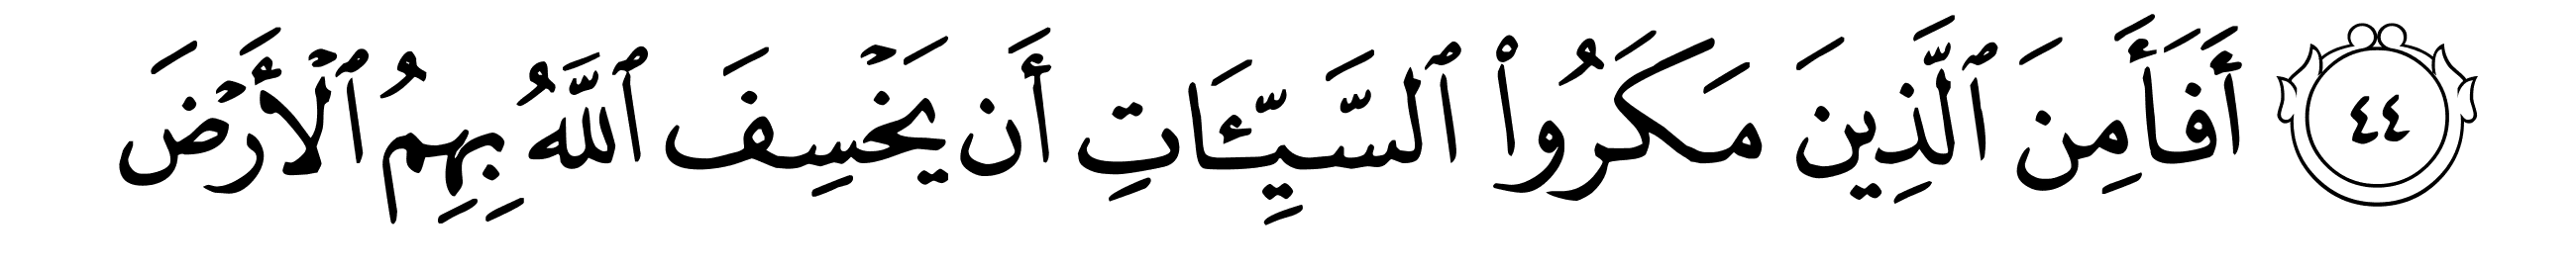 ٤٤ أَفَأَمِنَ ٱلَّذِينَ مَكَرُوا۟ ٱلسَّيِّـَٔاتِ أَن يَخْسِفَ ٱللَّهُ بِهِمُ ٱلْأَرْضَ